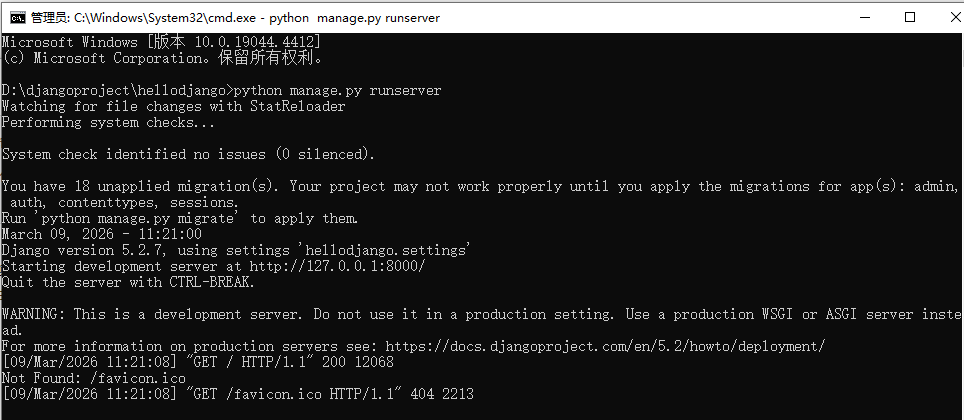 管理员: C:\Windows\System32\cmd.exe - python  manage.py runserver
Microsoft Windows [版本 10.0.19044.4412]
(c) Microsoft Corporation。保留所有权利。
D:\djangoproject\hellodjango>python manage.py runserver
Watching for file changes with StatReloader
Performing system checks...
System check identified no issues (0 silenced).
You have 18 unapplied migration(s). Your project may not work properly until you apply the migrations for app(s): admin,
 auth, contenttypes, sessions.
Run 'python manage.py migrate' to apply them.
March 09, 2026 - 11:21:00
Django version 5.2.7, using settings 'hellodjango.settings'
Starting development server at http://127.0.0.1:8000/
Quit the server with CTRL-BREAK.
WARNING: This is a development server. Do not use it in a production setting. Use a production WSGI or ASGI server inste
ad.
For more information on production servers see: https://docs.djangoproject.com/en/5.2/howto/deployment/
[09/Mar/2026 11:21:08] "GET / HTTP/1.1" 200 12068
Not Found: /favicon.ico
[09/Mar/2026 11:21:08] "GET /favicon.ico HTTP/1.1" 404 2213